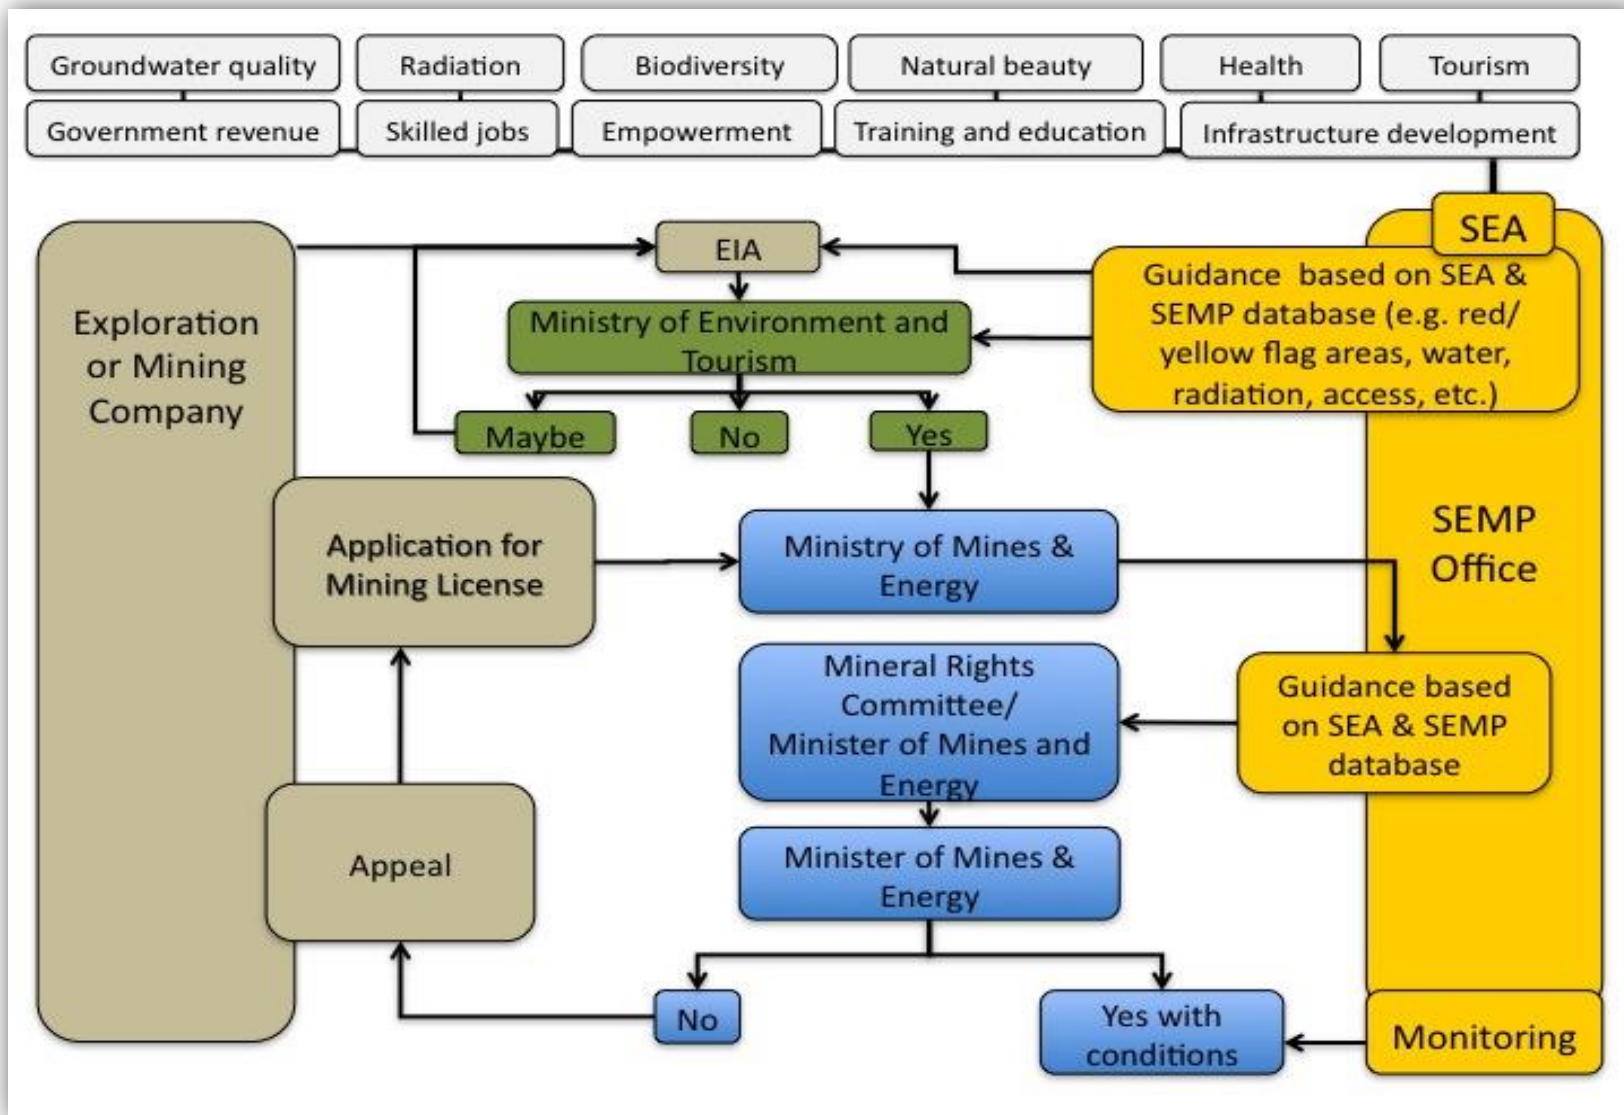 Groundwater quality
Radiation
Biodiversity
Natural beauty
Health
Tourism
Government revenue
Skilled jobs
Empowerment
Training and education
Infrastructure development
SEA
EIA
Guidance based on SEA &
SEMP database (e.g. red/
yellow flag areas, water,
radiation, access, etc.)
Exploration
or Mining
Company
Ministry of Environment and
Tourism
Maybe
No
Yes
Application for
Mining License
Ministry of Mines &
Energy
SEMP
Office
Mineral Rights
Committee/
Minister of Mines and
Energy
Guidance based
on SEA & SEMP
database
Appeal
Minister of Mines &
Energy
No
Yes with
conditions
Monitoring